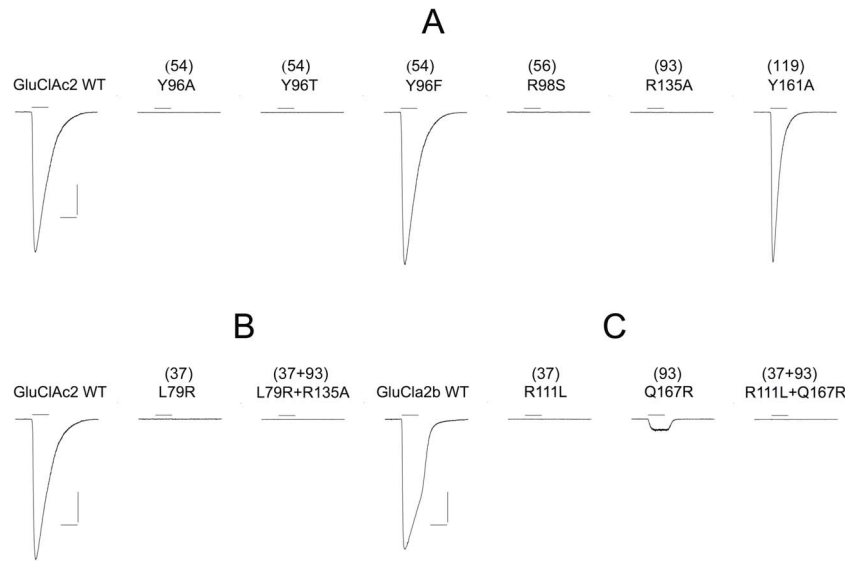 A
(54) (54) (54) (56) (93) (119)
GluClAc2 WT Y96A Y96T Y96F R98S R135A Y161A
B C
(37) (37+93) (37) (93) (37+93)
GluClAc2 WT L79R L79R+R135A GluCla2b WT R111L Q167R R111L+Q167R